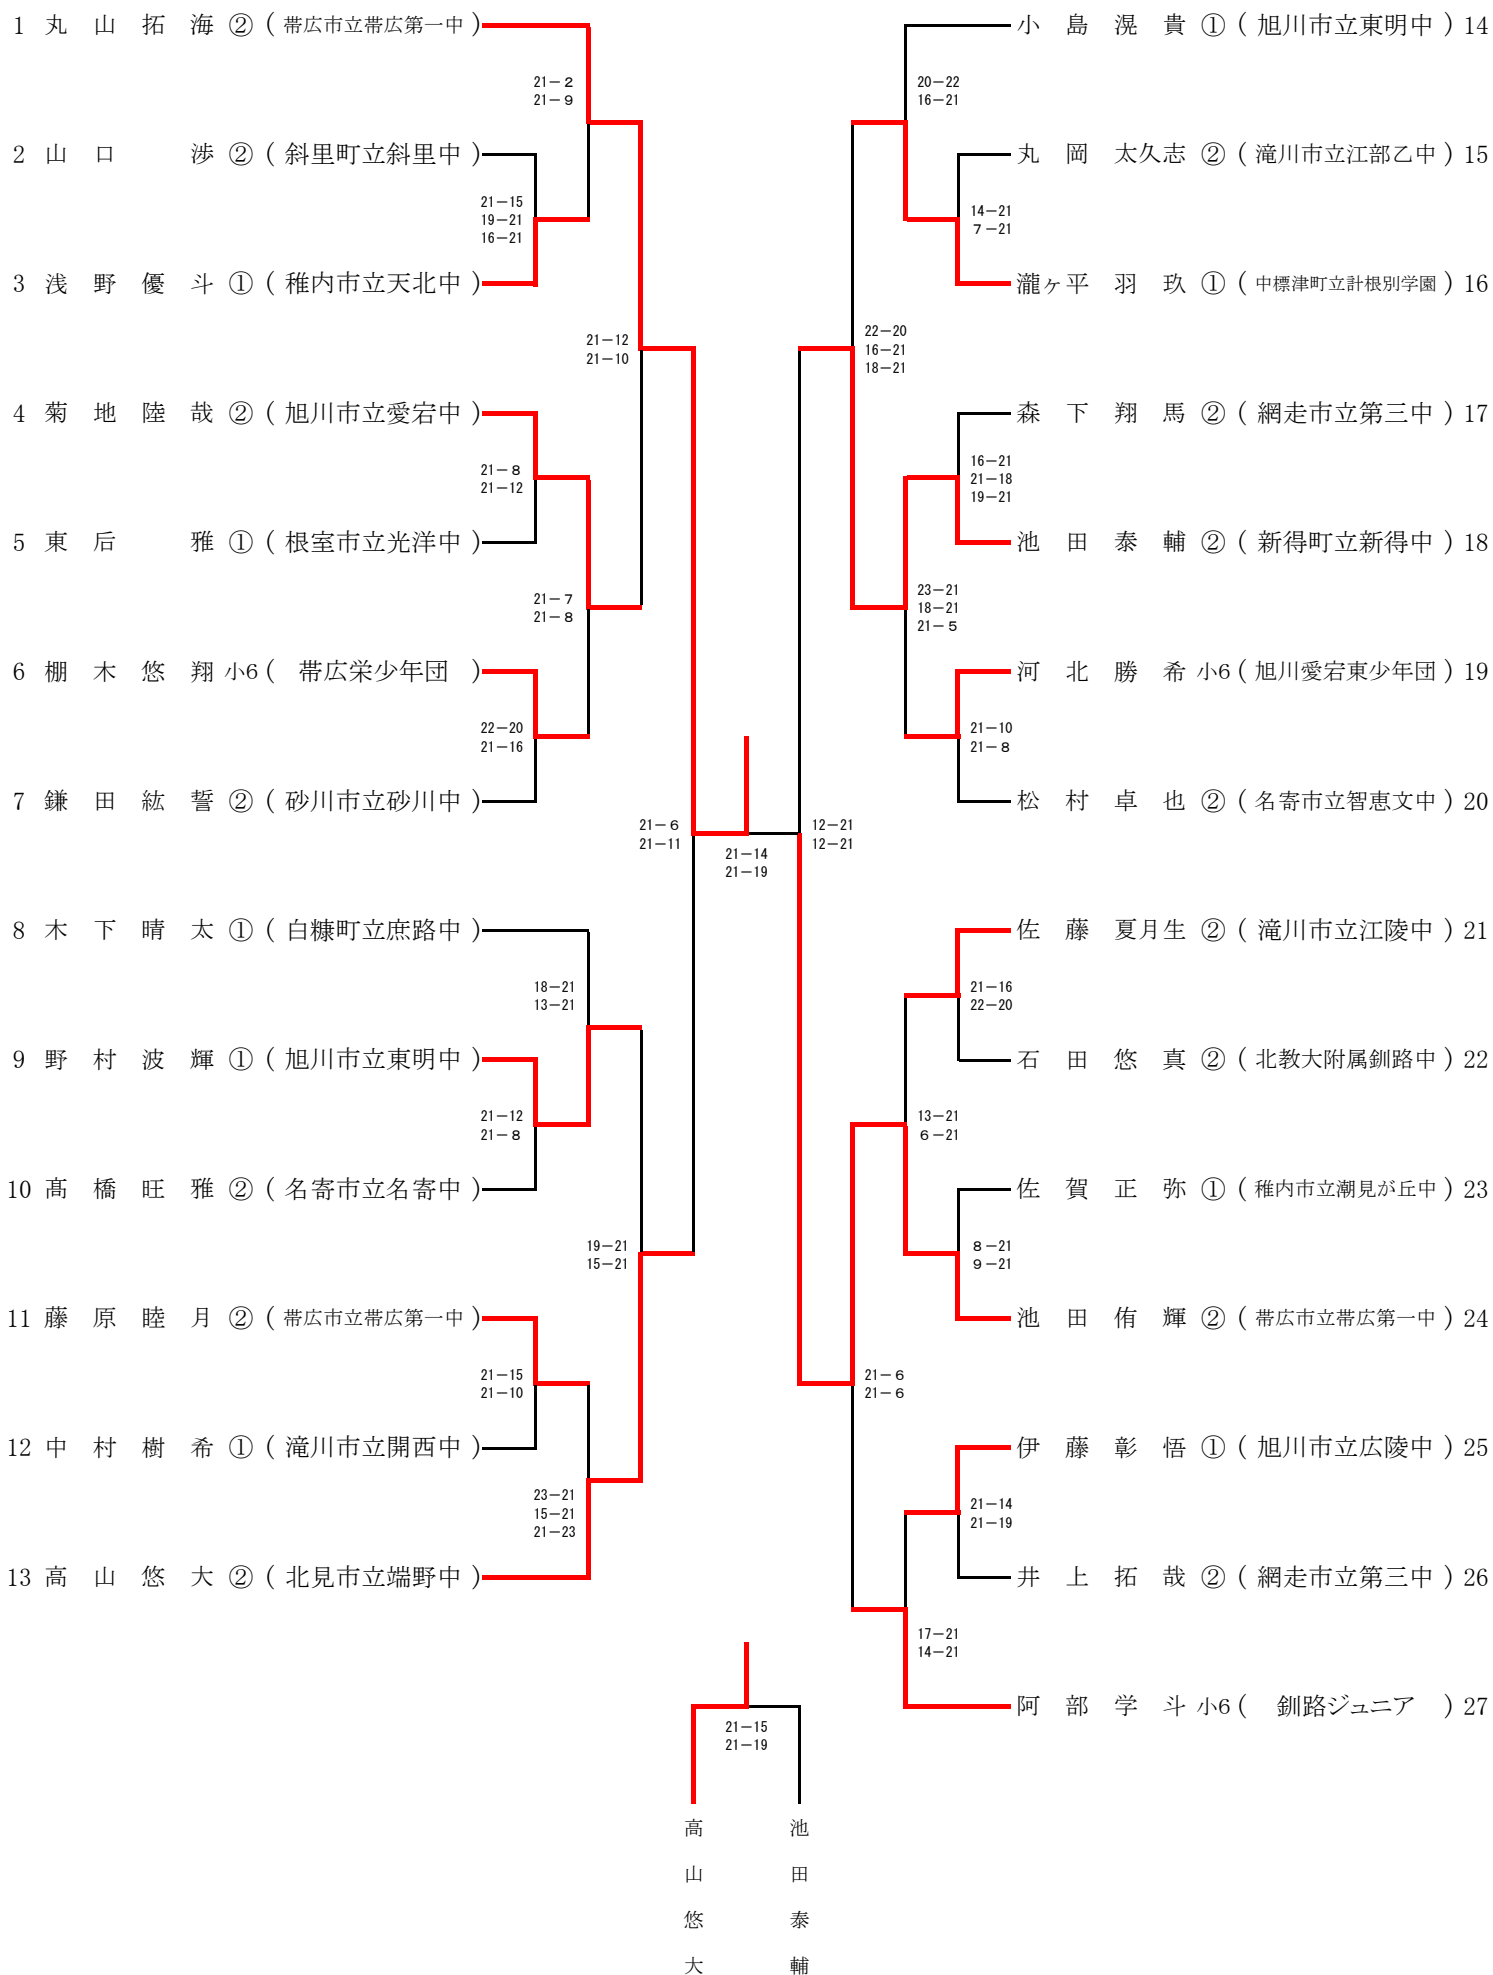 1 丸山拓海 ② ( 帯広市立帯広第一中 )
21－2
21－9
2 山口 渉 ② ( 斜里町立斜里中 )
21－15
19－21
16－21
3 浅野優斗 ① ( 稚内市立天北中 )
21－12
21－10
4 菊地陸哉 ② ( 旭川市立愛宕中 )
21－8
21－12
5 東后 雅 ① ( 根室市立光洋中 )
21－7
21－8
6 棚木悠翔 小6 ( 帯広栄少年団 )
22－20
21－16
7 鎌田紘誓 ② ( 砂川市立砂川中 )
21－6
21－11
8 木下晴太 ① ( 白糠町立庶路中 )
18－21
13－21
9 野村波輝 ① ( 旭川市立東明中 )
21－12
21－8
10 髙橋旺雅 ② ( 名寄市立名寄中 )
19－21
15－21
11 藤原睦月 ② ( 帯広市立帯広第一中 )
21－15
21－10
12 中村樹希 ① ( 滝川市立開西中 )
23－21
15－21
21－23
13 高山悠大 ② ( 北見市立端野中 )
21－14
21－19
小島滉貴 ① ( 旭川市立東明中 ) 14
20－22
16－21
丸岡 太久志 ② ( 滝川市立江部乙中 ) 15
14－21
7－21
瀧ヶ平 羽玖 ① ( 中標津町立計根別学園 ) 16
22－20
16－21
18－21
森下翔馬 ② ( 網走市立第三中 ) 17
16－21
21－18
19－21
池田泰輔 ② ( 新得町立新得中 ) 18
23－21
18－21
21－5
河北勝希 小6 ( 旭川愛宕東少年団 ) 19
21－10
21－8
松村卓也 ② ( 名寄市立智恵文中 ) 20
12－21
12－21
佐藤 夏月生 ② ( 滝川市立江陵中 ) 21
21－16
22－20
石田悠真 ② ( 北教大附属釧路中 ) 22
13－21
6－21
佐賀正弥 ① ( 稚内市立潮見が丘中 ) 23
8－21
9－21
池田侑輝 ② ( 帯広市立帯広第一中 ) 24
21－6
21－6
伊藤彰悟 ① ( 旭川市立広陵中 ) 25
21－14
21－19
井上拓哉 ② ( 網走市立第三中 ) 26
17－21
14－21
阿部学斗 小6 ( 釧路ジュニア ) 27
21－15
21－19
高山悠大
池田泰輔